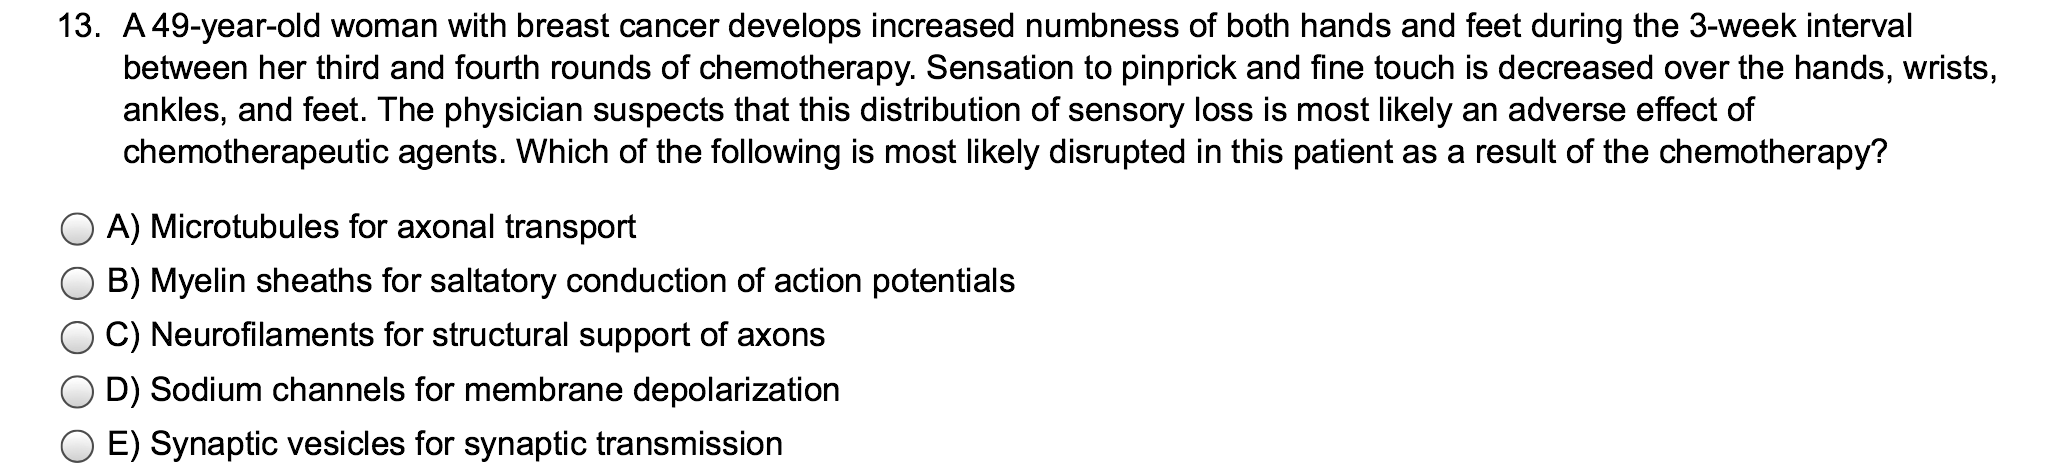 13. A 49-year-old woman with breast cancer develops increased numbness of both hands and feet during the 3-week interval
between her third and fourth rounds of chemotherapy. Sensation to pinprick and fine touch is decreased over the hands, wrists,
ankles, and feet. The physician suspects that this distribution of sensory loss is most likely an adverse effect of
chemotherapeutic agents. Which of the following is most likely disrupted in this patient as a result of the chemotherapy?
A) Microtubules for axonal transport
B) Myelin sheaths for saltatory conduction of action potentials
C) Neurofilaments for structural support of axons
D) Sodium channels for membrane depolarization
E) Synaptic vesicles for synaptic transmission